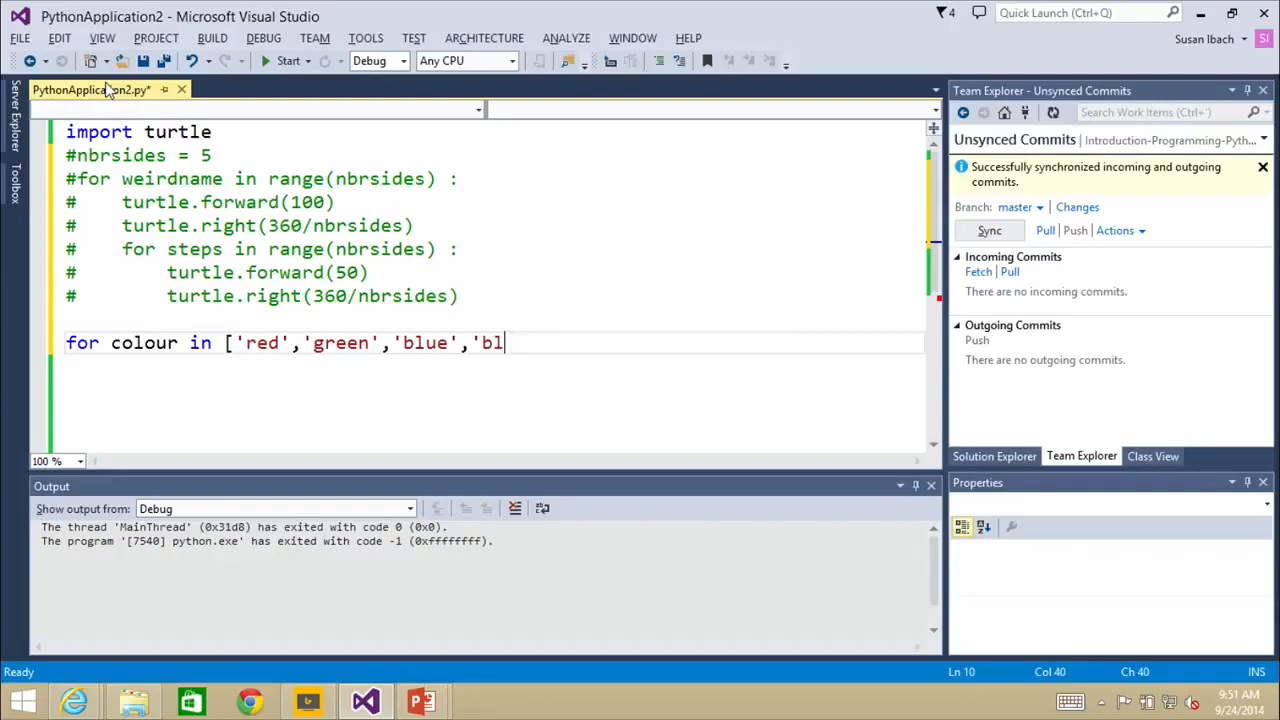 PythonApplication2 - Microsoft Visual Studio
4
Quick Launch (Ctrl+Q)
FILE EDIT VIEW PROJECT BUILD DEBUG TEAM TOOLS TEST ARCHITECTURE ANALYZE WINDOW HELP
Susan Ibach SI
Start Debug Any CPU
Server Explorer
Toolbox
PythonApplication2.py*
import turtle
#nbrsides = 5
#for weirdname in range(nbrsides) :
#    turtle.forward(100)
#    turtle.right(360/nbrsides)
#    for steps in range(nbrsides) :
#        turtle.forward(50)
#        turtle.right(360/nbrsides)
for colour in ['red','green','blue','bl
100 %
Output
Show output from: Debug
The thread 'MainThread' (0x31d8) has exited with code 0 (0x0).
The program '[7540] python.exe' has exited with code -1 (0xffffffff).
Team Explorer - Unsynced Commits
Search Work Items (Ctrl+')
Unsynced Commits | Introduction-Programming-Pyth...
Successfully synchronized incoming and outgoing
commits.
Branch: master | Changes
Sync Pull | Push | Actions
Incoming Commits
Fetch | Pull
There are no incoming commits.
Outgoing Commits
Push
There are no outgoing commits.
Solution Explorer Team Explorer Class View
Properties
Ready Ln 10 Col 40 Ch 40 INS
9:51 AM
9/24/2014